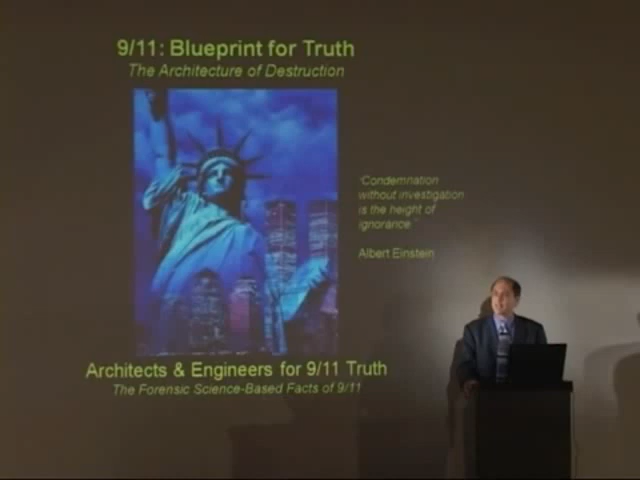 9/11: Blueprint for Truth
The Architecture of Destruction
"Condemnation
without investigation
is the height of
ignorance."
Albert Einstein
Architects & Engineers for 9/11 Truth
The Forensic Science-Based Facts of 9/11